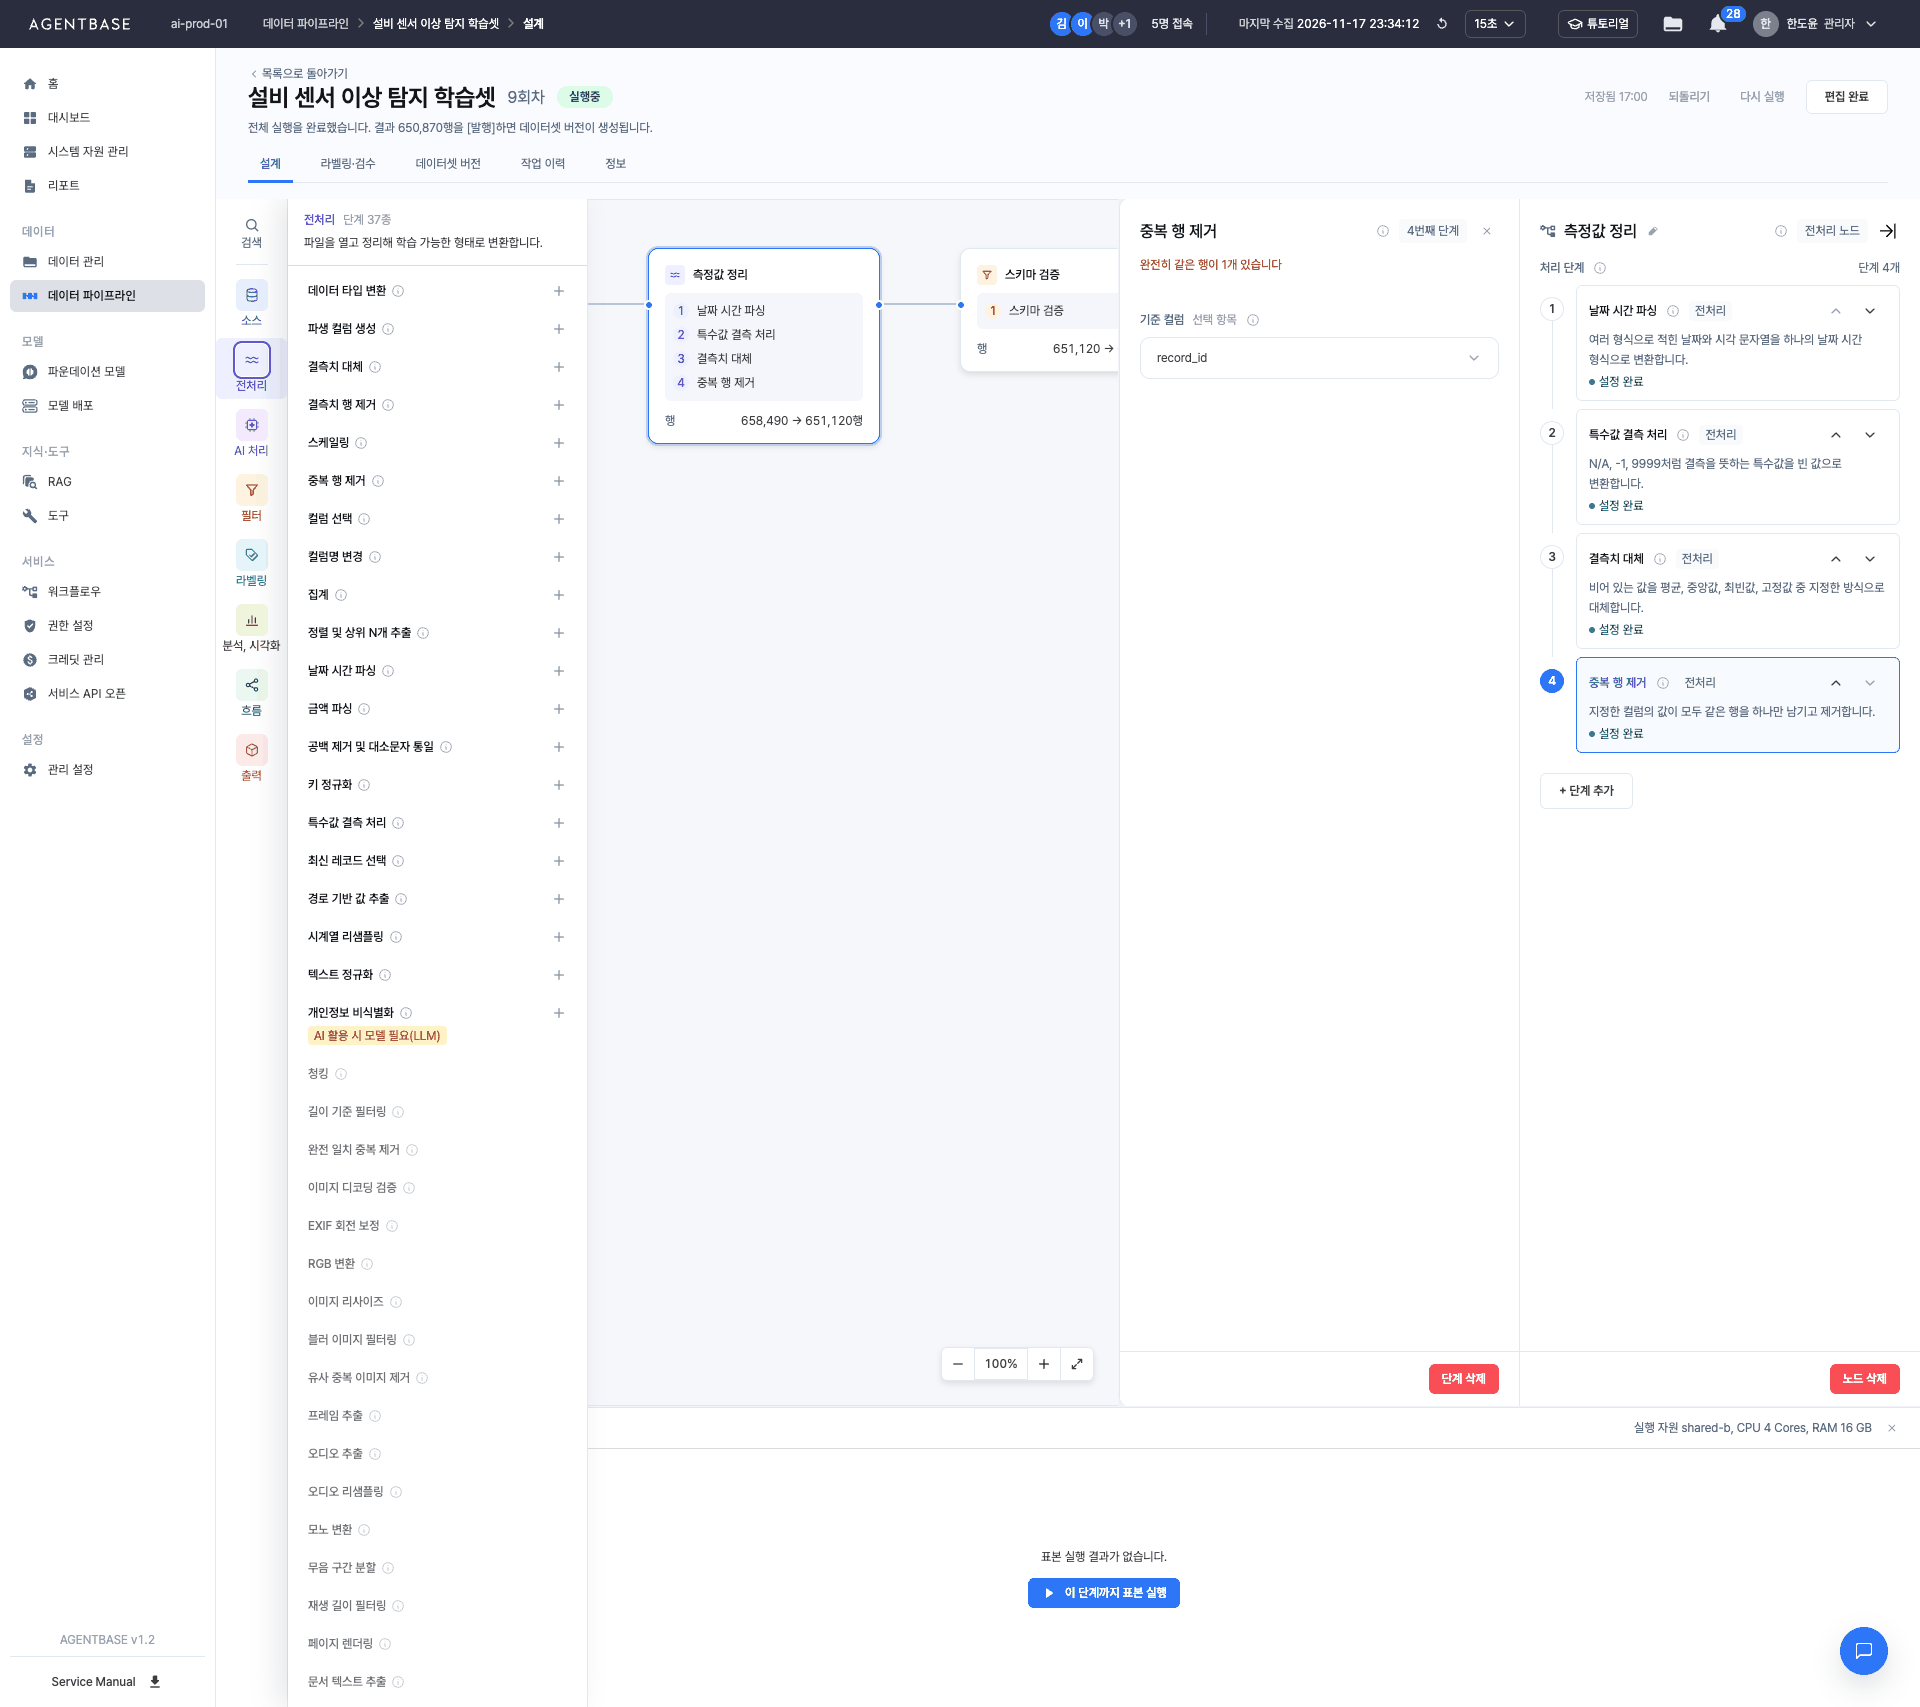 AGENTBASE
ai-prod-01
데이터 파이프라인 > 설비 센서 이상 탐지 학습셋 > 설계
김 이 박 +1 5명 접속
마지막 수집 2026-11-17 23:34:12
15초
튜토리얼
28
한 한도윤 관리자
홈
대시보드
시스템 자원 관리
리포트
데이터
데이터 관리
데이터 파이프라인
모델
파운데이션 모델
모델 배포
지식·도구
RAG
도구
서비스
워크플로우
권한 설정
크레딧 관리
서비스 API 오픈
설정
관리 설정
AGENTBASE v1.2
Service Manual
목록으로 돌아가기
설비 센서 이상 탐지 학습셋 9회차 실행중
전체 실행을 완료했습니다. 결과 650,870행을 [발행]하면 데이터셋 버전이 생성됩니다.
저장됨 17:00 되돌리기 다시 실행 편집 완료
설계 라벨링·검수 데이터셋 버전 작업 이력 정보
검색
소스
전처리
AI 처리
필터
라벨링
분석, 시각화
흐름
출력
전처리 단계 37종
파일을 열고 정리해 학습 가능한 형태로 변환합니다.
데이터 타입 변환
파생 컬럼 생성
결측치 대체
결측치 행 제거
스케일링
중복 행 제거
컬럼 선택
컬럼명 변경
집계
정렬 및 상위 N개 추출
날짜 시간 파싱
금액 파싱
공백 제거 및 대소문자 통일
키 정규화
특수값 결측 처리
최신 레코드 선택
경로 기반 값 추출
시계열 리샘플링
텍스트 정규화
개인정보 비식별화
AI 활용 시 모델 필요(LLM)
청킹
길이 기준 필터링
완전 일치 중복 제거
이미지 디코딩 검증
EXIF 회전 보정
RGB 변환
이미지 리사이즈
블러 이미지 필터링
유사 중복 이미지 제거
프레임 추출
오디오 추출
오디오 리샘플링
모노 변환
무음 구간 분할
재생 길이 필터링
페이지 렌더링
문서 텍스트 추출
측정값 정리
1 날짜 시간 파싱
2 특수값 결측 처리
3 결측치 대체
4 중복 행 제거
행 658,490 → 651,120행
스키마 검증
1 스키마 검증
행 651,120 →
100%
중복 행 제거 4번째 단계
완전히 같은 행이 1개 있습니다
기준 컬럼 선택 항목
record_id
단계 삭제
측정값 정리 전처리 노드
처리 단계 단계 4개
1 날짜 시간 파싱 전처리
여러 형식으로 적힌 날짜와 시각 문자열을 하나의 날짜 시간
형식으로 변환합니다.
설정 완료
2 특수값 결측 처리 전처리
N/A, -1, 9999처럼 결측을 뜻하는 특수값을 빈 값으로
변환합니다.
설정 완료
3 결측치 대체 전처리
비어 있는 값을 평균, 중앙값, 최빈값, 고정값 중 지정한 방식으로
대체합니다.
설정 완료
4 중복 행 제거 전처리
지정한 컬럼의 값이 모두 같은 행을 하나만 남기고 제거합니다.
설정 완료
+ 단계 추가
노드 삭제
실행 자원 shared-b, CPU 4 Cores, RAM 16 GB
표본 실행 결과가 없습니다.
이 단계까지 표본 실행